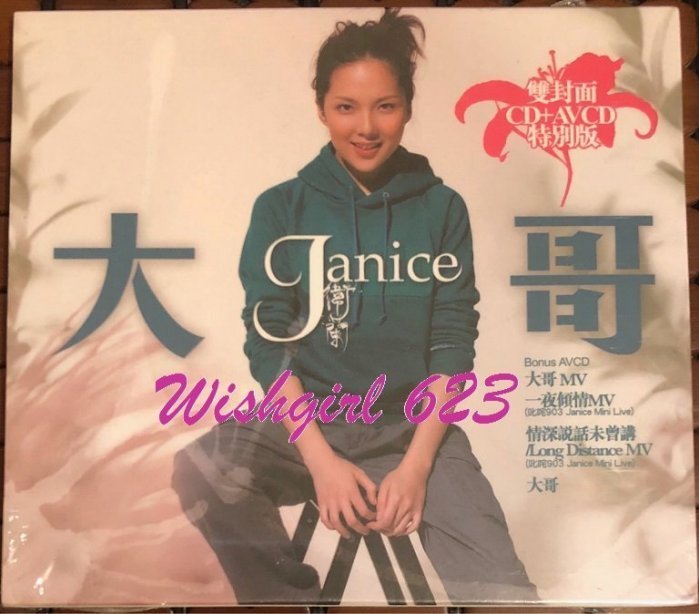 雙封面
CD+AVCD
特別版
大 Janice 哥
衛蘭
Wishgirl 623
Bonus AVCD
大哥 MV
一夜傾情MV
(叱咤903 Janice Mini Live)
情深説話未曾講
/Long Distance MV
(叱咤903 Janice Mini Live)
大哥